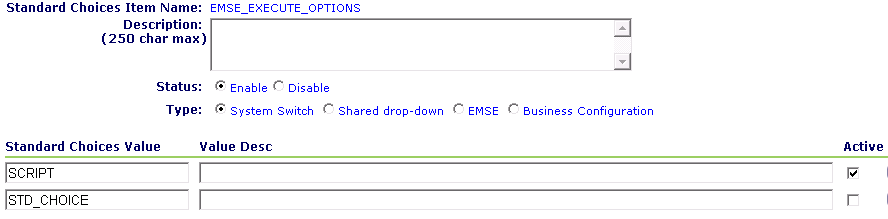 Standard Choices Item Name: EMSE_EXECUTE_OPTIONS
Description:
(250 char max)
Status: Enable Disable
Type: System Switch Shared drop-down EMSE Business Configuration
Standard Choices Value Value Desc Active
SCRIPT
STD_CHOICE